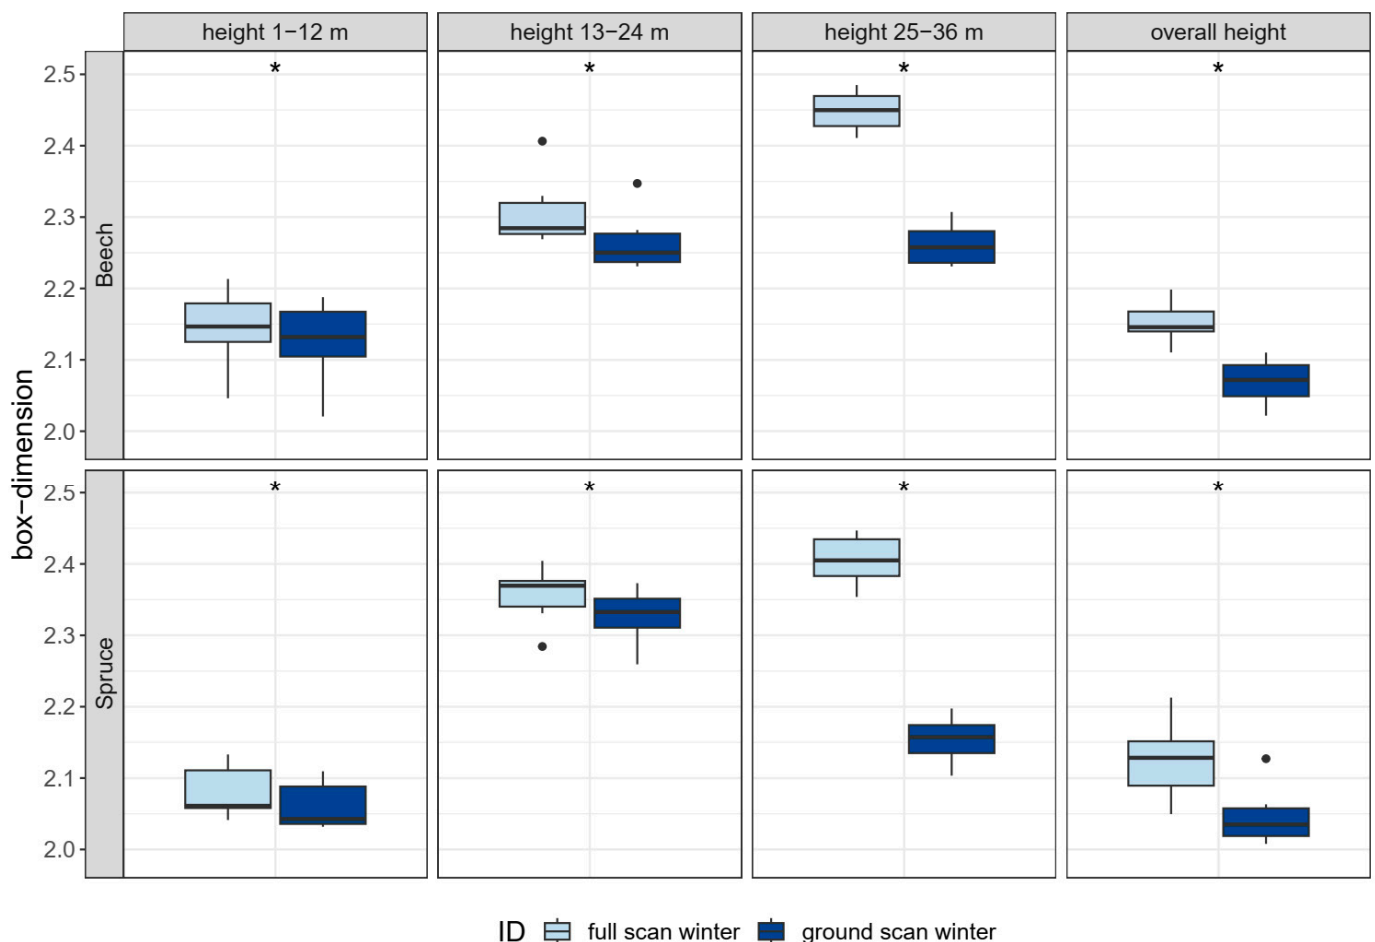 height 1−12 m
height 13−24 m
height 25−36 m
overall height
* * * *
2.5
2.4
2.3
2.2
2.1
2.0
Beech
* * * *
2.5
2.4
2.3
2.2
2.1
2.0
Spruce
box−dimension
ID full scan winter ground scan winter